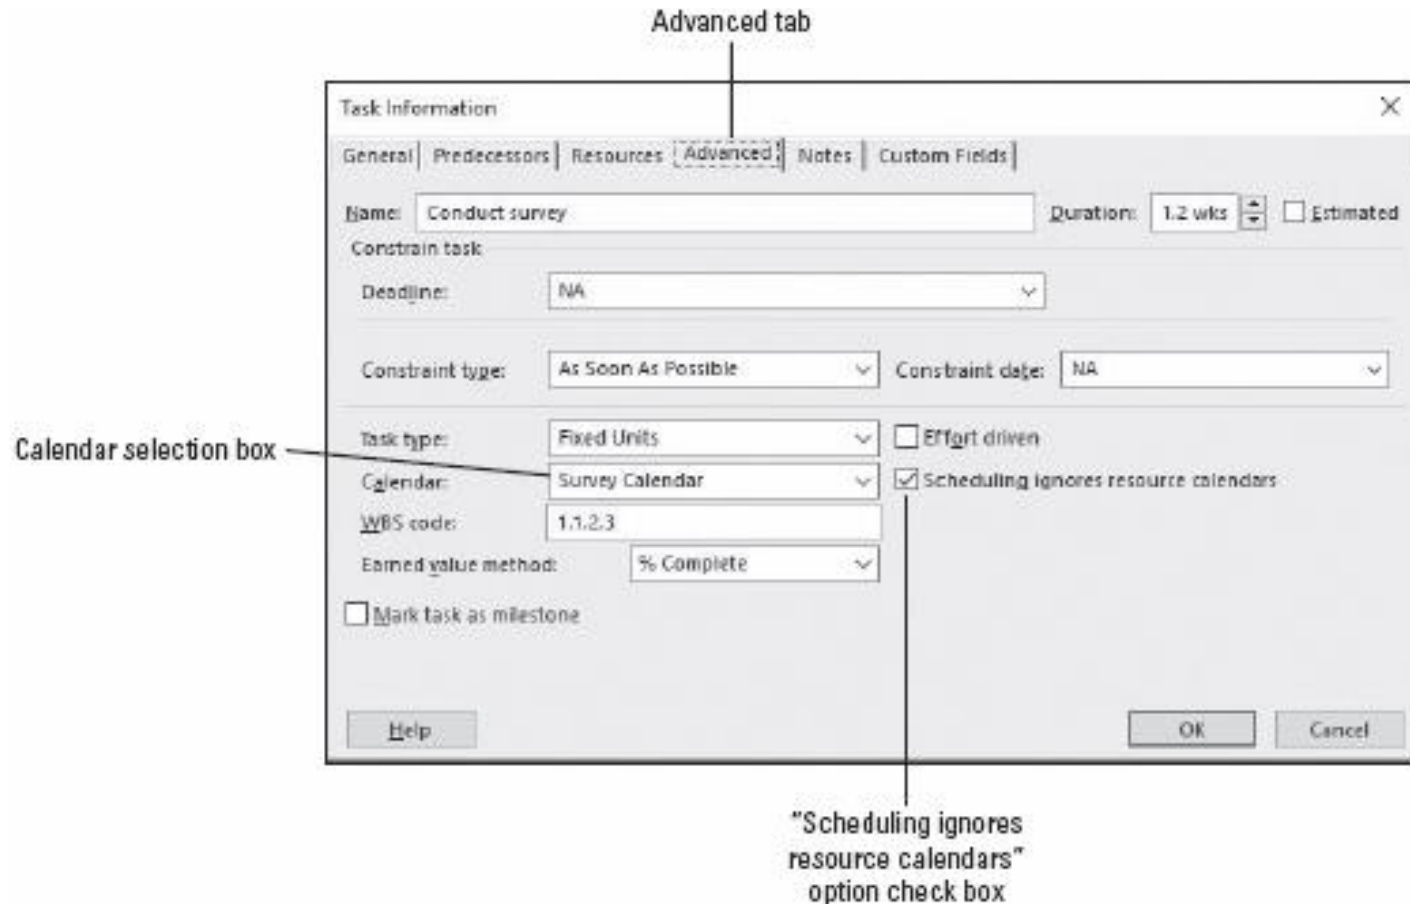 Advanced tab
Task Information
General Predecessors Resources Advanced Notes Custom Fields
Name: Conduct survey Duration: 1.2 wks Estimated
Constrain task
Deadline: NA
Constraint type: As Soon As Possible Constraint date: NA
Task type: Fixed Units Effort driven
Calendar selection box
Calendar: Survey Calendar Scheduling ignores resource calendars
WBS code: 1.1.2.3
Earned value method: % Complete
Mark task as milestone
Help OK Cancel
"Scheduling ignores
resource calendars"
option check box